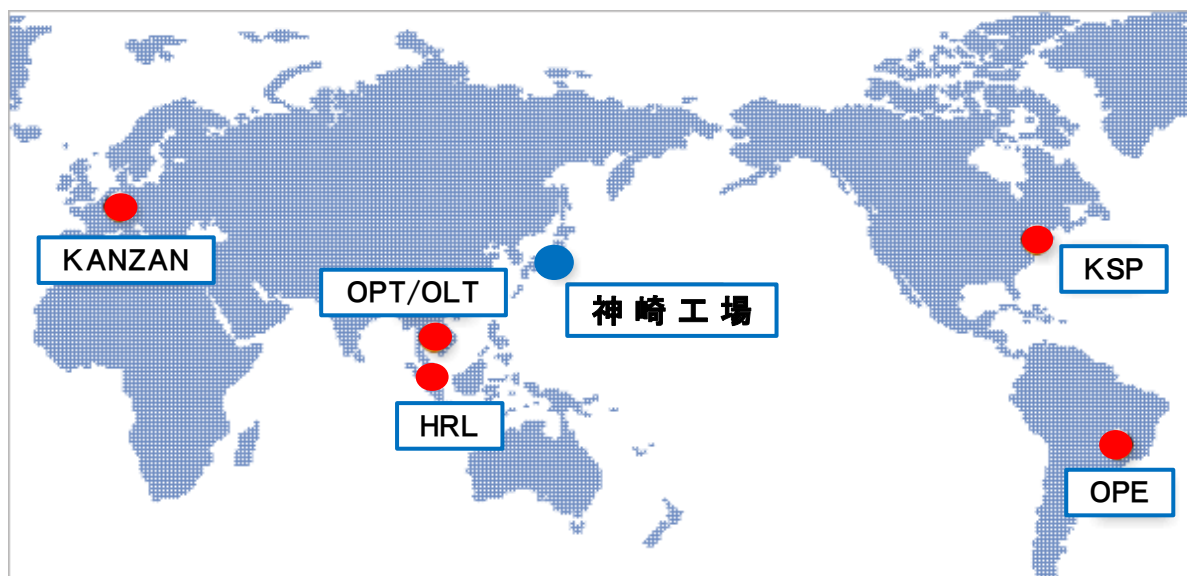 KANZAN
OPT/OLT
神崎工場
KSP
HRL
OPE